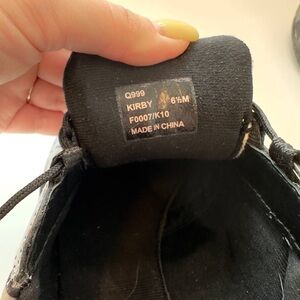 Q999
KIRBY 6½M
F0007/K10
MADE IN CHINA